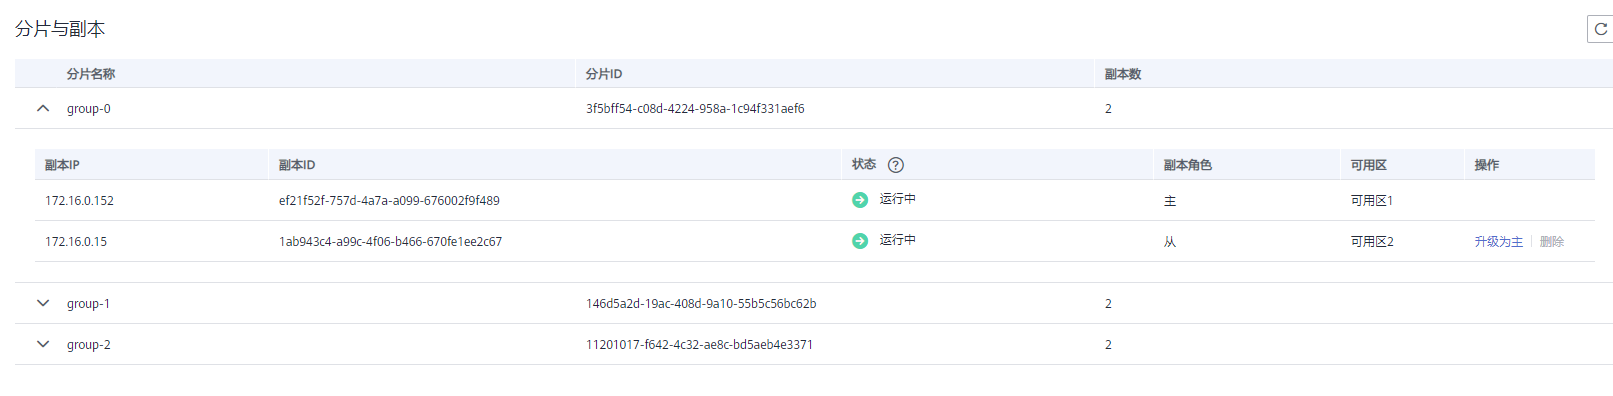 分片与副本
分片名称 分片ID 副本数
group-0 3f5bff54-c08d-4224-958a-1c94f331aef6 2
副本IP 副本ID 状态 ? 副本角色 可用区 操作
172.16.0.152 ef21f52f-757d-4a7a-a099-676002f9f489 运行中 主 可用区1
172.16.0.15 1ab943c4-a99c-4f06-b466-670fe1ee2c67 运行中 从 可用区2 升级为主 删除
group-1 146d5a2d-19ac-408d-9a10-55b5c56bc62b 2
group-2 11201017-f642-4c32-ae8c-bd5aeb4e3371 2